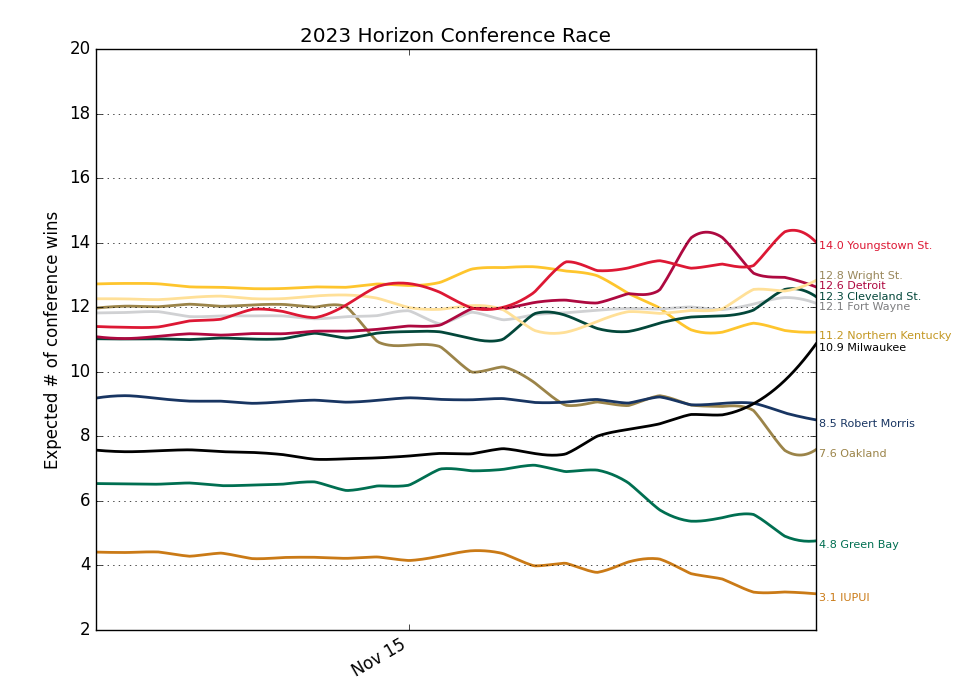 2023 Horizon Conference Race
Expected # of conference wins
20
18
16
14
12
10
8
6
4
2
Nov 15
14.0 Youngstown St.
12.8 Wright St.
12.6 Detroit
12.3 Cleveland St.
12.1 Fort Wayne
11.2 Northern Kentucky
10.9 Milwaukee
8.5 Robert Morris
7.6 Oakland
4.8 Green Bay
3.1 IUPUI